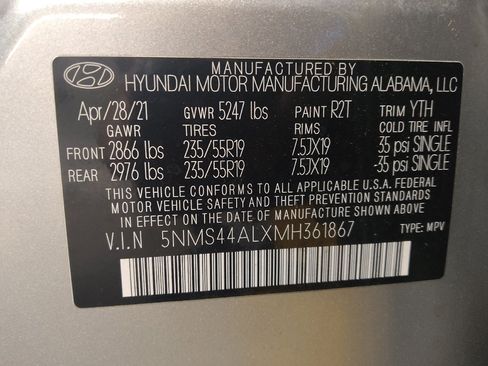 MANUFACTURED BY
HYUNDAI MOTOR MANUFACTURING ALABAMA, LLC
Apr/28/21 GVWR 5247 lbs PAINT R2T TRIM YTH
GAWR TIRES RIMS COLD TIRE INFL
FRONT 2866 lbs 235/55R19 7.5JX19 35 psi SINGLE
REAR 2976 lbs 235/55R19 7.5JX19 35 psi SINGLE
THIS VEHICLE CONFORMS TO ALL APPLICABLE U.S.A. FEDERAL
MOTOR VEHICLE SAFETY AND THEFT PREVENTION STANDARDS
IN EFFECT ON THE DATE OF MANUFACTURE SHOWN ABOVE.
V.I.N 5NMS44ALXMH361867 TYPE: MPV